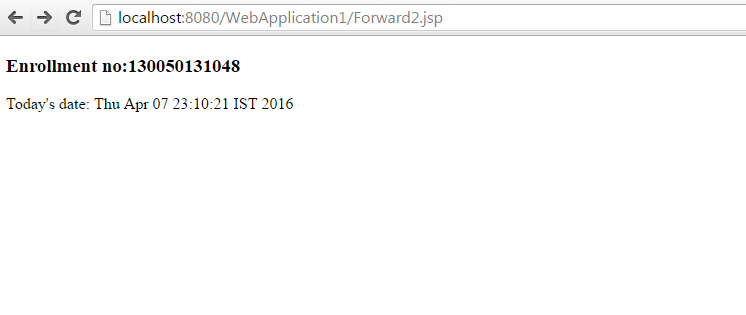 localhost:8080/WebApplication1/Forward2.jsp
Enrollment no:130050131048
Today's date: Thu Apr 07 23:10:21 IST 2016